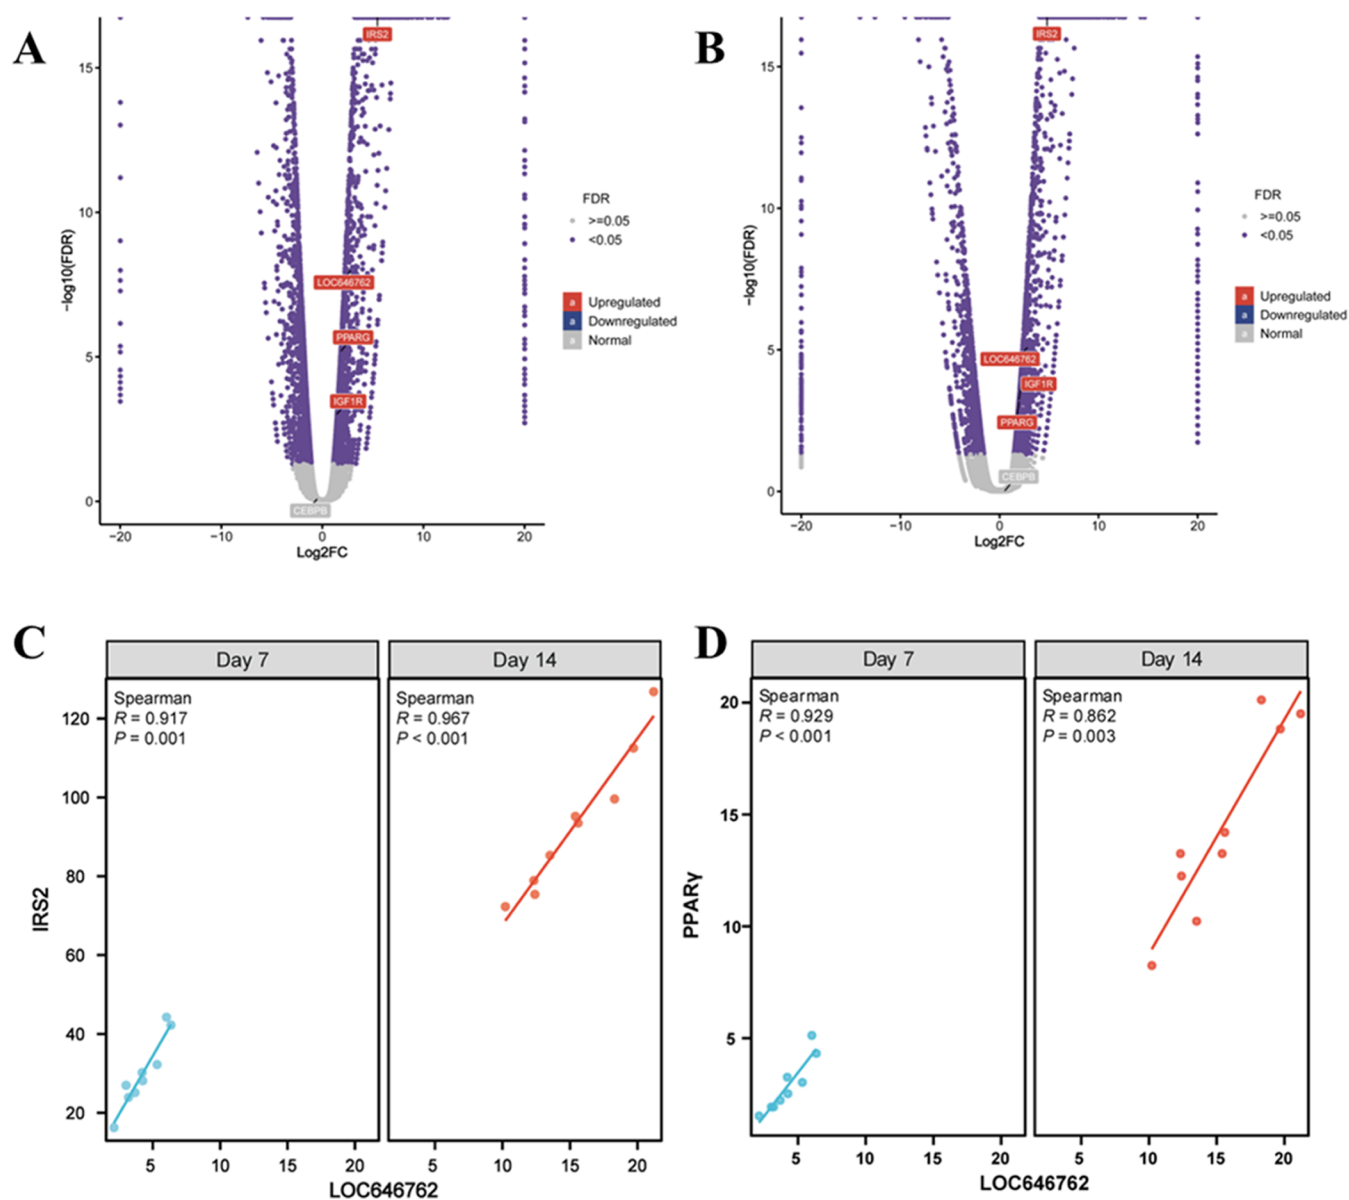 A
IRS2
15
10
5
0
-log10(FDR)
LOC646762
PPARG
IGF1R
CEBPB
−20
−10
0
10
20
Log2FC
FDR
>=0.05
<0.05
a Upregulated
a Downregulated
a Normal
B
IRS2
15
10
5
0
-log10(FDR)
LOC646762
IGF1R
PPARG
CEBPB
−20
−10
0
10
20
Log2FC
FDR
>=0.05
<0.05
a Upregulated
a Downregulated
a Normal
C
Day 7
Day 14
Spearman
R = 0.917
P = 0.001
Spearman
R = 0.967
P < 0.001
120
100
80
60
40
20
IRS2
5 10 15 20
5 10 15 20
LOC646762
D
Day 7
Day 14
Spearman
R = 0.929
P < 0.001
Spearman
R = 0.862
P = 0.003
20
15
10
5
PPARγ
5 10 15 20
5 10 15 20
LOC646762